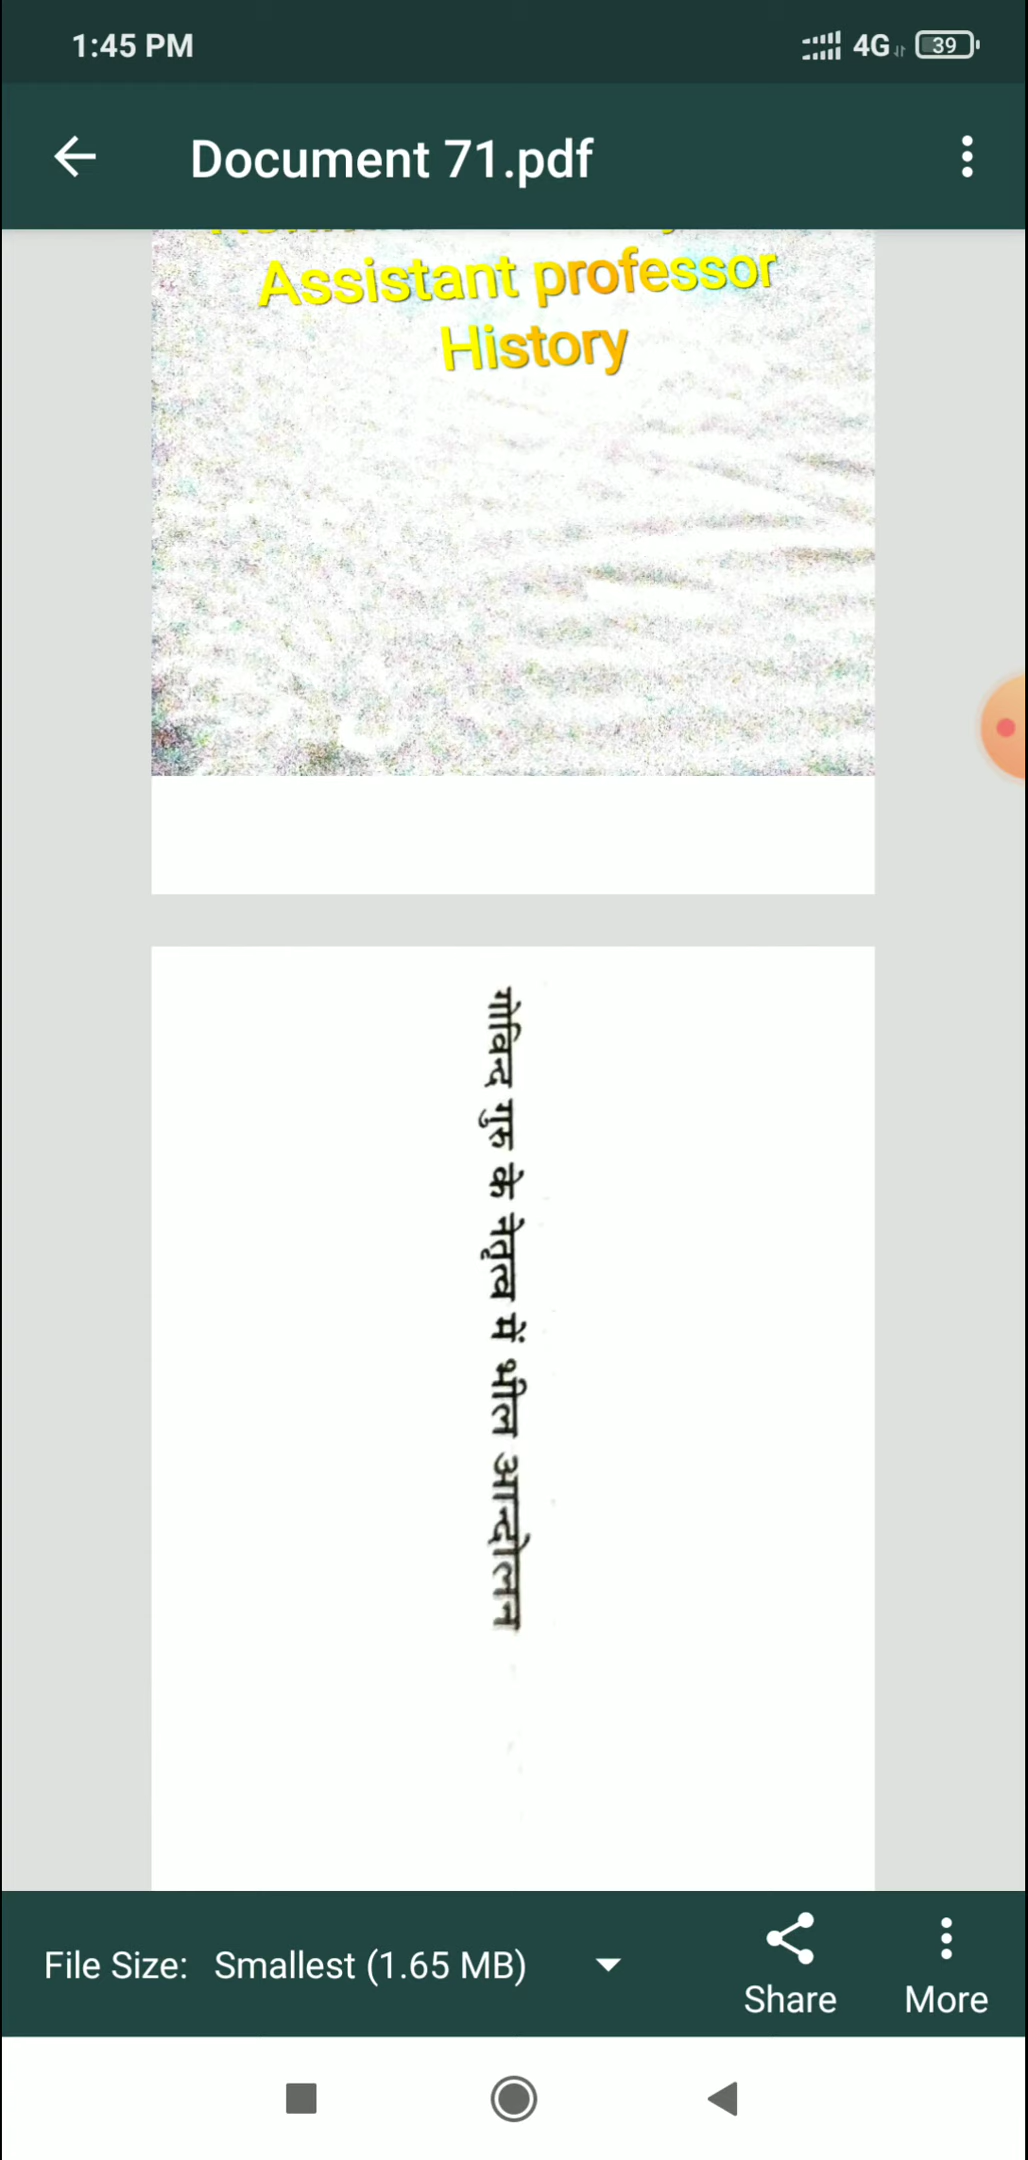 1:45 PM 4G 39
Document 71.pdf
Assistant professor
History
गोविन्द गुरु के नेतृत्व में भील आन्दोलन
File Size: Smallest (1.65 MB)
Share More